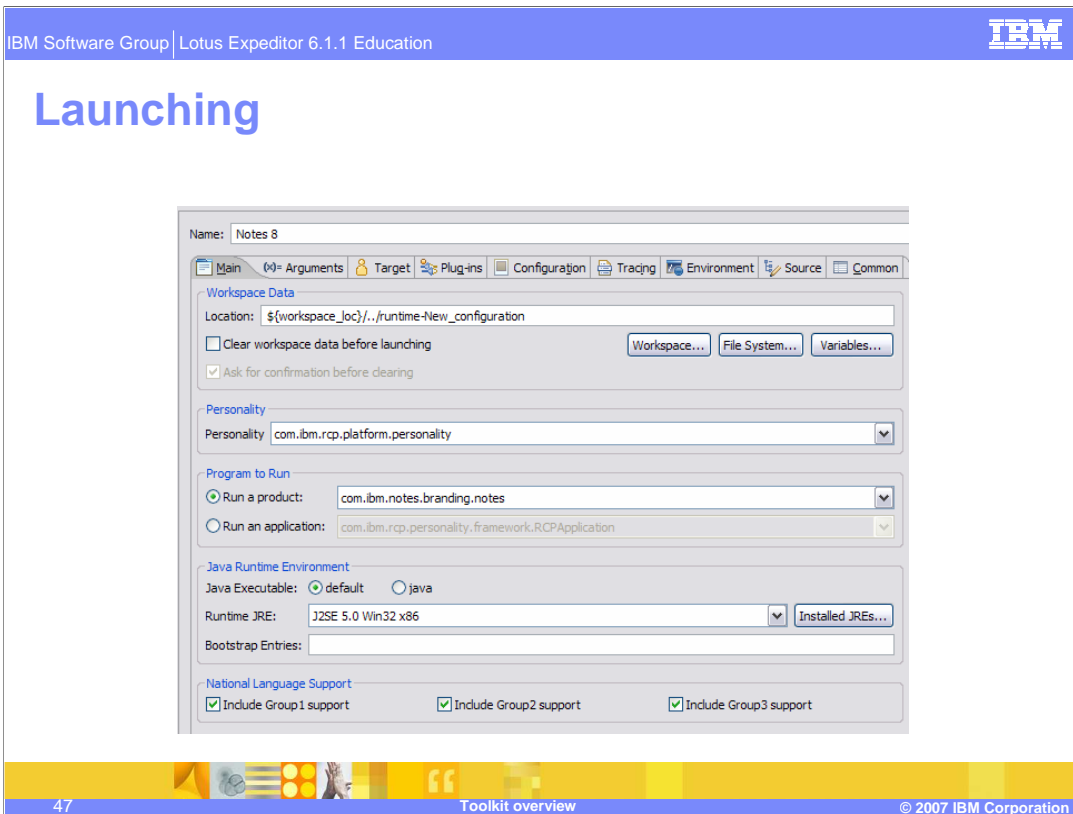 IBM Software Group Lotus Expeditor 6.1.1 Education
IBM
Launching
Name: Notes 8
Main (x)= Arguments Target Plug-ins Configuration Tracing Environment Source Common
Workspace Data
Location: ${workspace_loc}/../runtime-New_configuration
Clear workspace data before launching Workspace... File System... Variables...
Ask for confirmation before clearing
Personality
Personality com.ibm.rcp.platform.personality
Program to Run
Run a product: com.ibm.notes.branding.notes
Run an application: com.ibm.rcp.personality.framework.RCPApplication
Java Runtime Environment
Java Executable: default java
Runtime JRE: J2SE 5.0 Win32 x86 Installed JREs...
Bootstrap Entries:
National Language Support
Include Group1 support Include Group2 support Include Group3 support
47 Toolkit overview © 2007 IBM Corporation